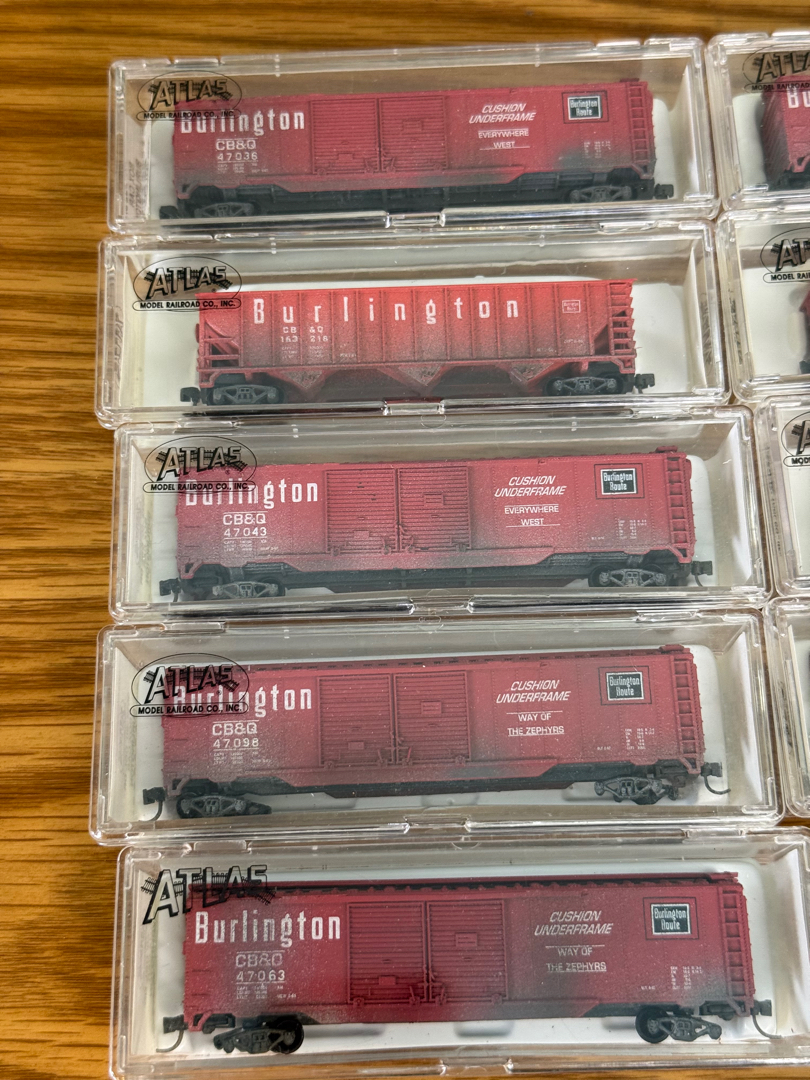 ATLAS
MODEL RAILROAD CO., INC.
Burlington
CB&Q
47036
CUSHION
UNDERFRAME
EVERYWHERE
WEST
Burlington
Route
ATLAS
MODEL RAILROAD CO., INC.
Burlington
CB &Q
163 218
ATLAS
MODEL RAILROAD CO., INC.
Burlington
CB&Q
47043
CUSHION
UNDERFRAME
EVERYWHERE
WEST
Burlington
Route
ATLAS
MODEL RAILROAD CO., INC.
Burlington
CB&Q
47098
CUSHION
UNDERFRAME
WAY OF
THE ZEPHYRS
Burlington
Route
ATLAS
Burlington
CB&Q
47063
CUSHION
UNDERFRAME
WAY OF
THE ZEPHYRS
Burlington
Route